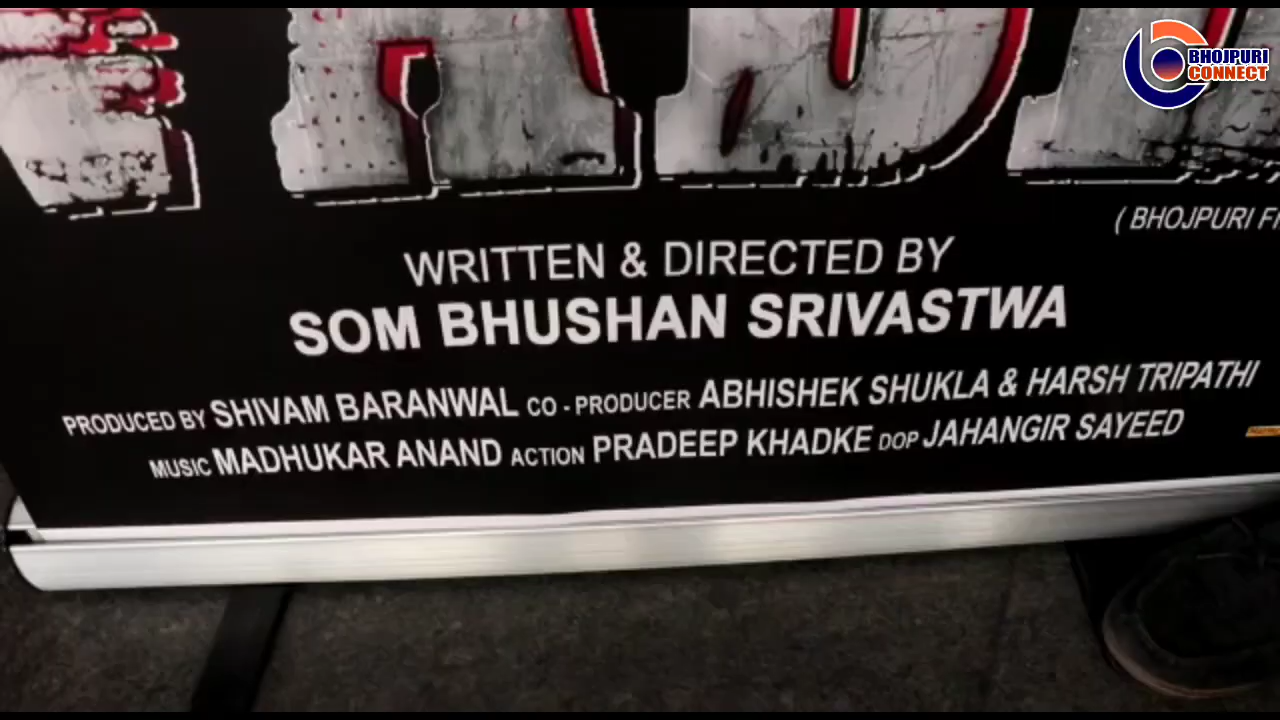 BHOJPURI
CONNECT
( BHOJPURI
WRITTEN & DIRECTED BY
SOM BHUSHAN SRIVASTWA
PRODUCED BY SHIVAM BARANWAL CO - PRODUCER ABHISHEK SHUKLA & HARSH TRIPATHI
MUSIC MADHUKAR ANAND ACTION PRADEEP KHADKE DOP JAHANGIR SAYEED